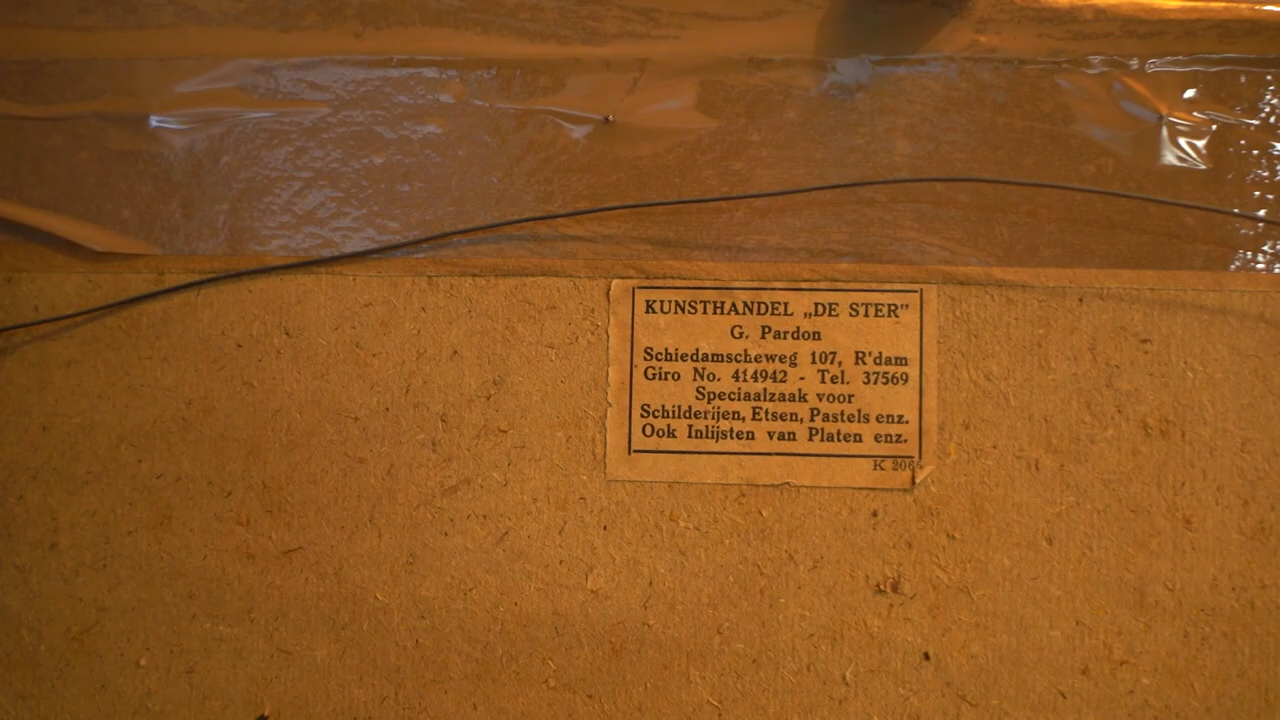 KUNSTHANDEL „DE STER”
G. Pardon
Schiedamscheweg 107, R'dam
Giro No. 414942 - Tel. 37569
Speciaalzaak voor
Schilderijen, Etsen, Pastels enz.
Ook Inlijsten van Platen enz.
K